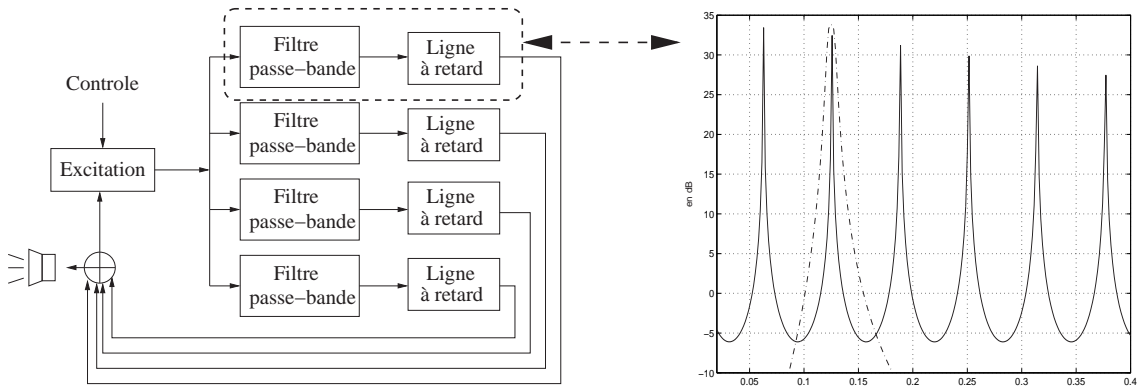 Controle
Excitation
Filtre
passe−bande
Ligne
à retard
Filtre
passe−bande
Ligne
à retard
Filtre
passe−bande
Ligne
à retard
Filtre
passe−bande
Ligne
à retard
en dB
35
30
25
20
15
10
5
0
−5
−10
0.05
0.1
0.15
0.2
0.25
0.3
0.35
0.4